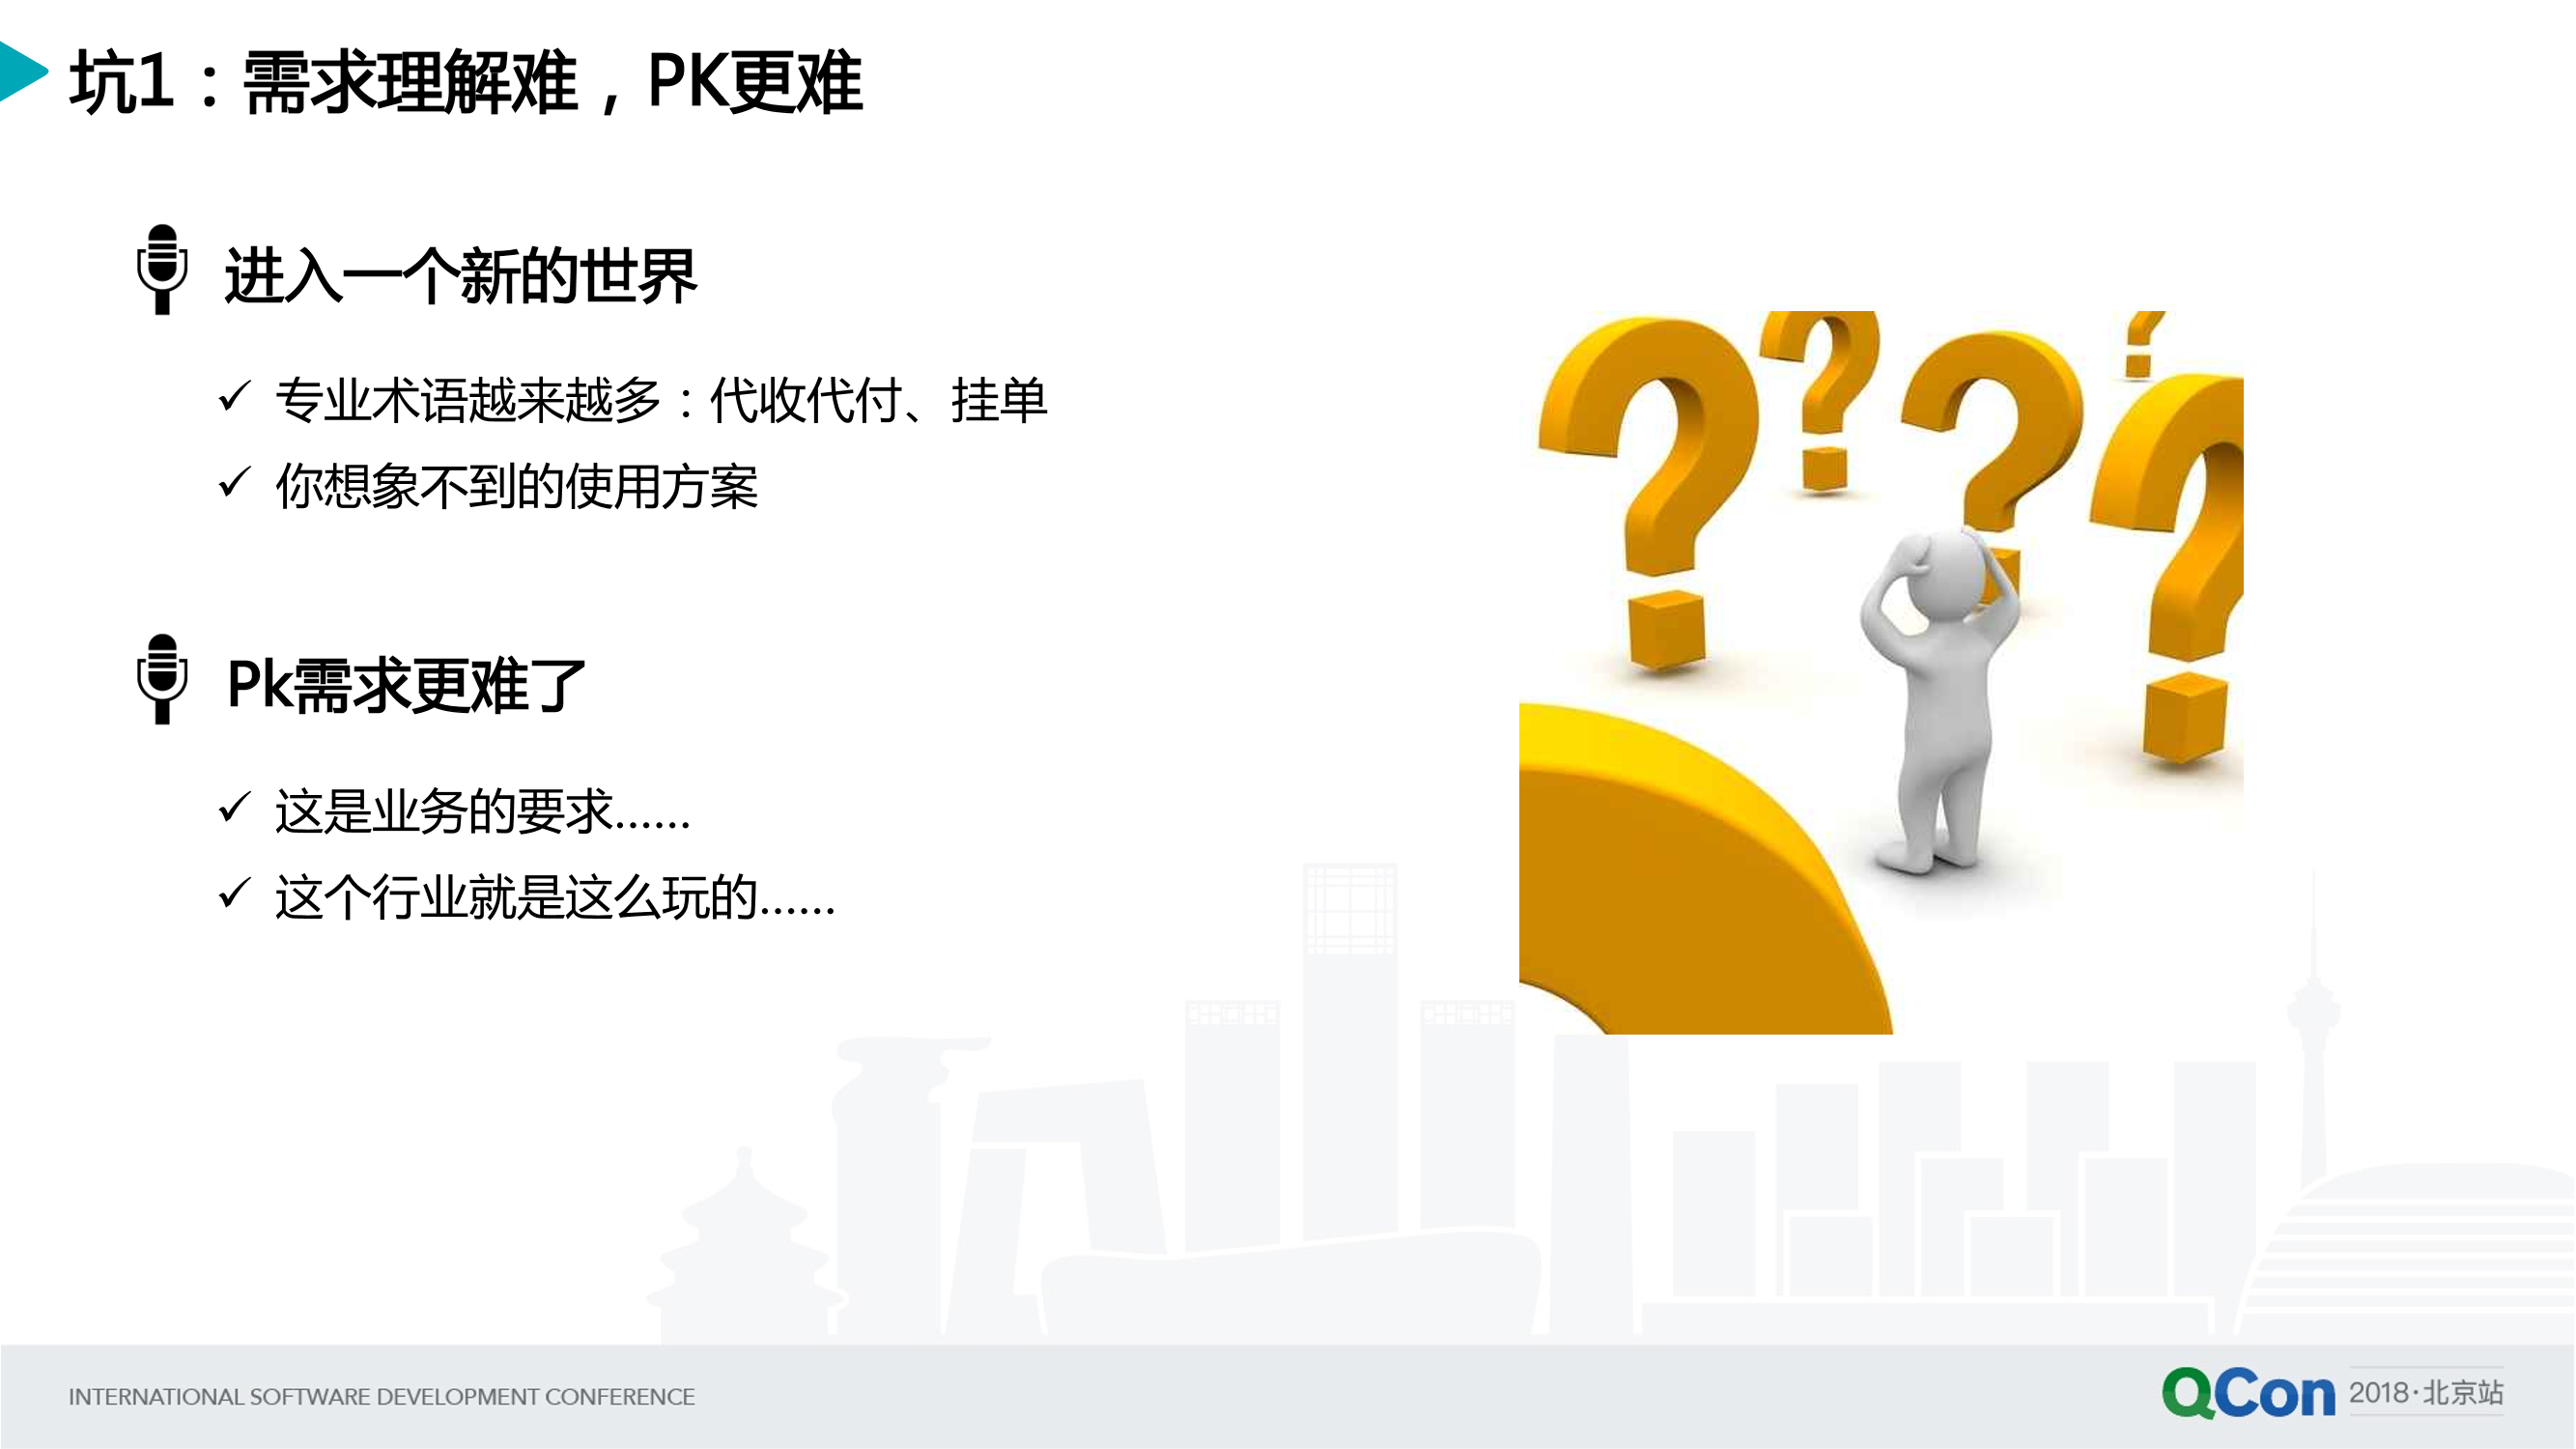 坑1：需求理解难，PK更难
进入一个新的世界
✓ 专业术语越来越多：代收代付、挂单
✓ 你想象不到的使用方案
Pk需求更难了
✓ 这是业务的要求……
✓ 这个行业就是这么玩的……
INTERNATIONAL SOFTWARE DEVELOPMENT CONFERENCE
QCon 2018·北京站